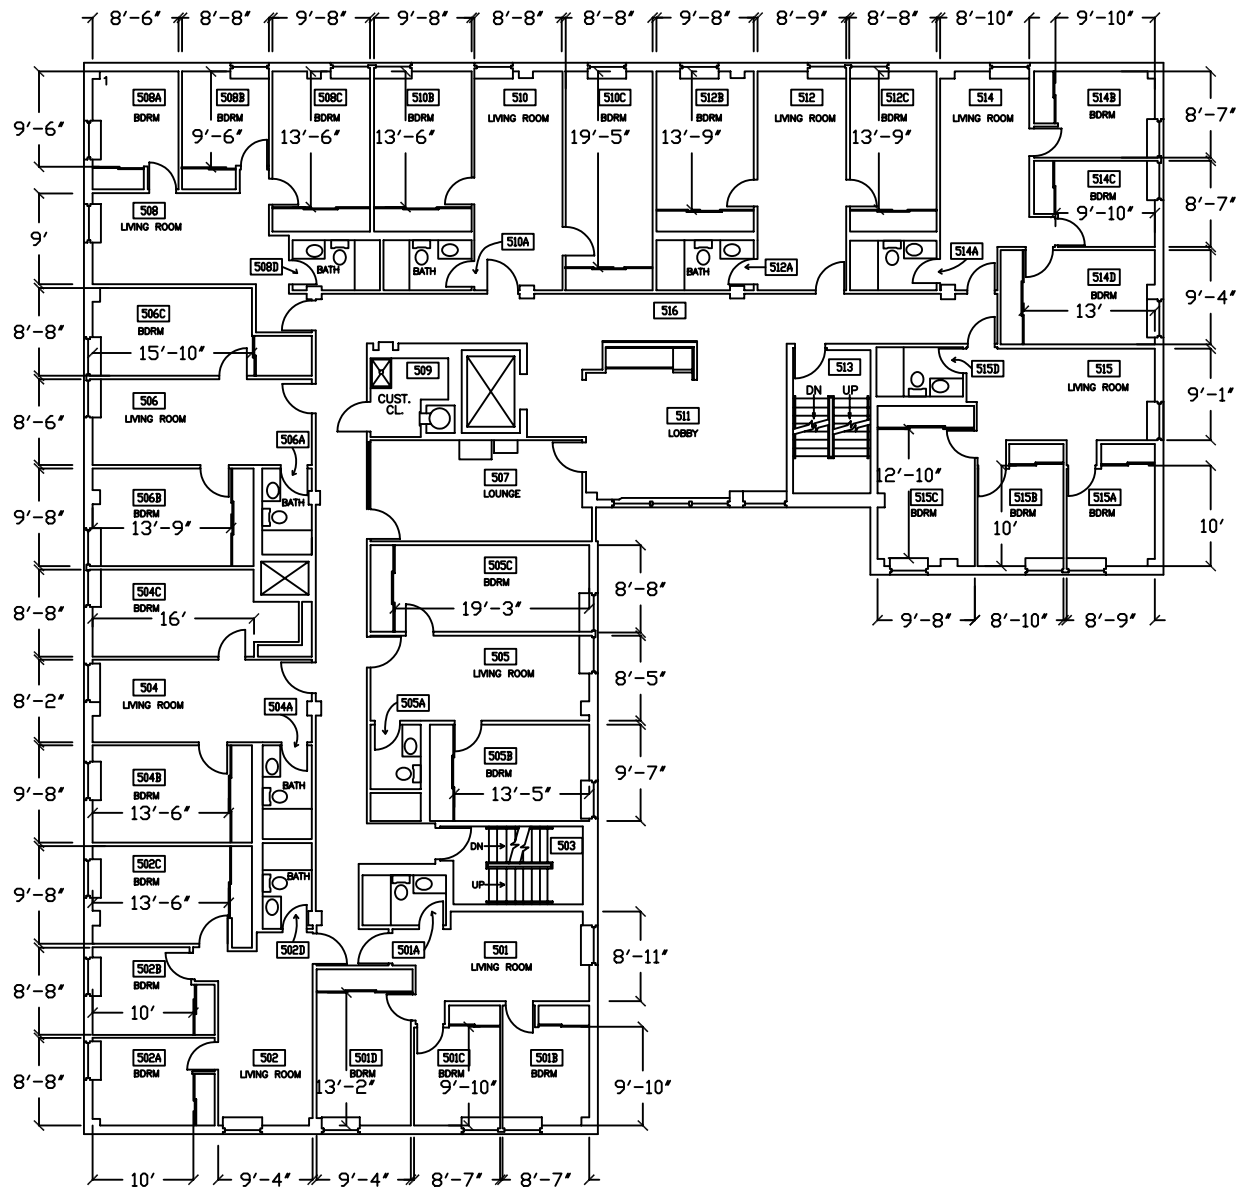 8'-6" 8'-8" 9'-8" 9'-8" 8'-8" 8'-8" 9'-8" 8'-9" 8'-8" 8'-10" 9'-10"
1
508A 508B 508C 510B 510 510C 512B 512 512C 514 514B
BDRM BDRM BDRM BDRM LIVING ROOM BDRM BDRM LIVING ROOM BDRM LIVING ROOM BDRM
9'-6" 9'-6" 13'-6" 13'-6" 19'-5" 13'-9" 13'-9" 8'-7"
514C
BDRM
508 9'-10" 8'-7"
LIVING ROOM
9'
508D BATH 510A BATH BATH 512A 514A
514D
BDRM
13' 9'-4"
506C 516
BDRM
8'-8" 15'-10"
509 513 515D 515
CUST. CL. DN UP LIVING ROOM
9'-1"
506 511
LIVING ROOM LOBBY
8'-6"
506A
507
LOUNGE
12'-10"
506B BATH 515C 515B 515A
BDRM BDRM BDRM BDRM
9'-8" 13'-9" 10' 10'
505C
BDRM
504C
BDRM
8'-8" 16' 19'-3" 8'-8" 9'-8" 8'-10" 8'-9"
505
LIVING ROOM
504
LIVING ROOM
8'-2" 504A 505A 8'-5"
505B
BDRM
504B BATH
BDRM
9'-8" 13'-6" 13'-5" 9'-7"
DN 503
UP
502C BATH
BDRM
9'-8" 13'-6"
502D 501A 501
LIVING ROOM
8'-11"
502B
BDRM
8'-8" 10'
502A 502 501D 501C 501B
BDRM LIVING ROOM BDRM BDRM BDRM
8'-8" 13'-2" 9'-10" 9'-10"
10' 9'-4" 9'-4" 8'-7" 8'-7"